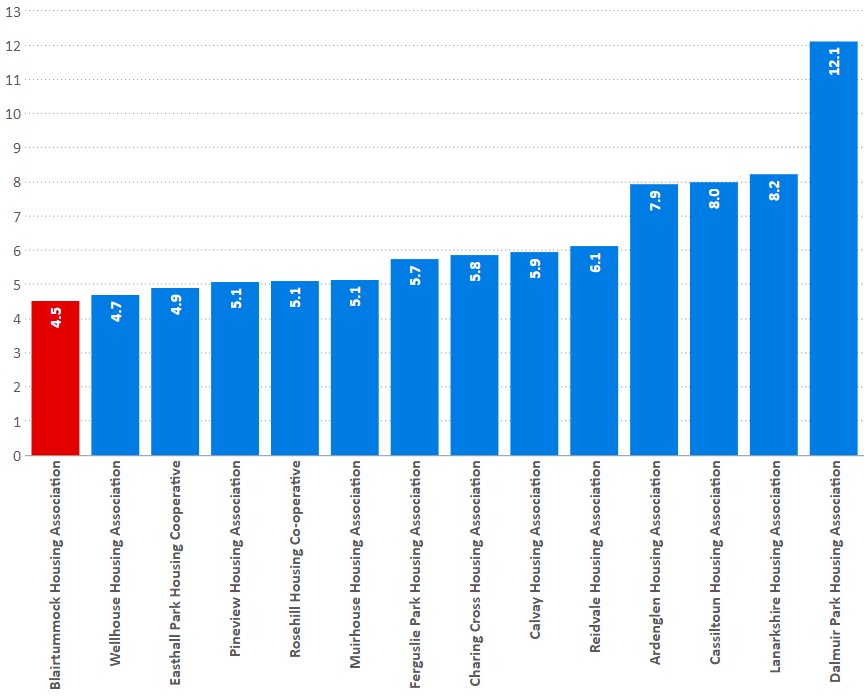 13
12
11
10
9
8
7
6
5
4
3
2
1
0
4.5
4.7
4.9
5.1
5.1
5.1
5.7
5.8
5.9
6.1
7.9
8.0
8.2
12.1
Blairtummock Housing Association
Wellhouse Housing Association
Easthall Park Housing Cooperative
Pineview Housing Association
Rosehill Housing Co-operative
Muirhouse Housing Association
Ferguslie Park Housing Association
Charing Cross Housing Association
Calvay Housing Association
Reidvale Housing Association
Ardenglen Housing Association
Cassiltoun Housing Association
Lanarkshire Housing Association
Dalmuir Park Housing Association